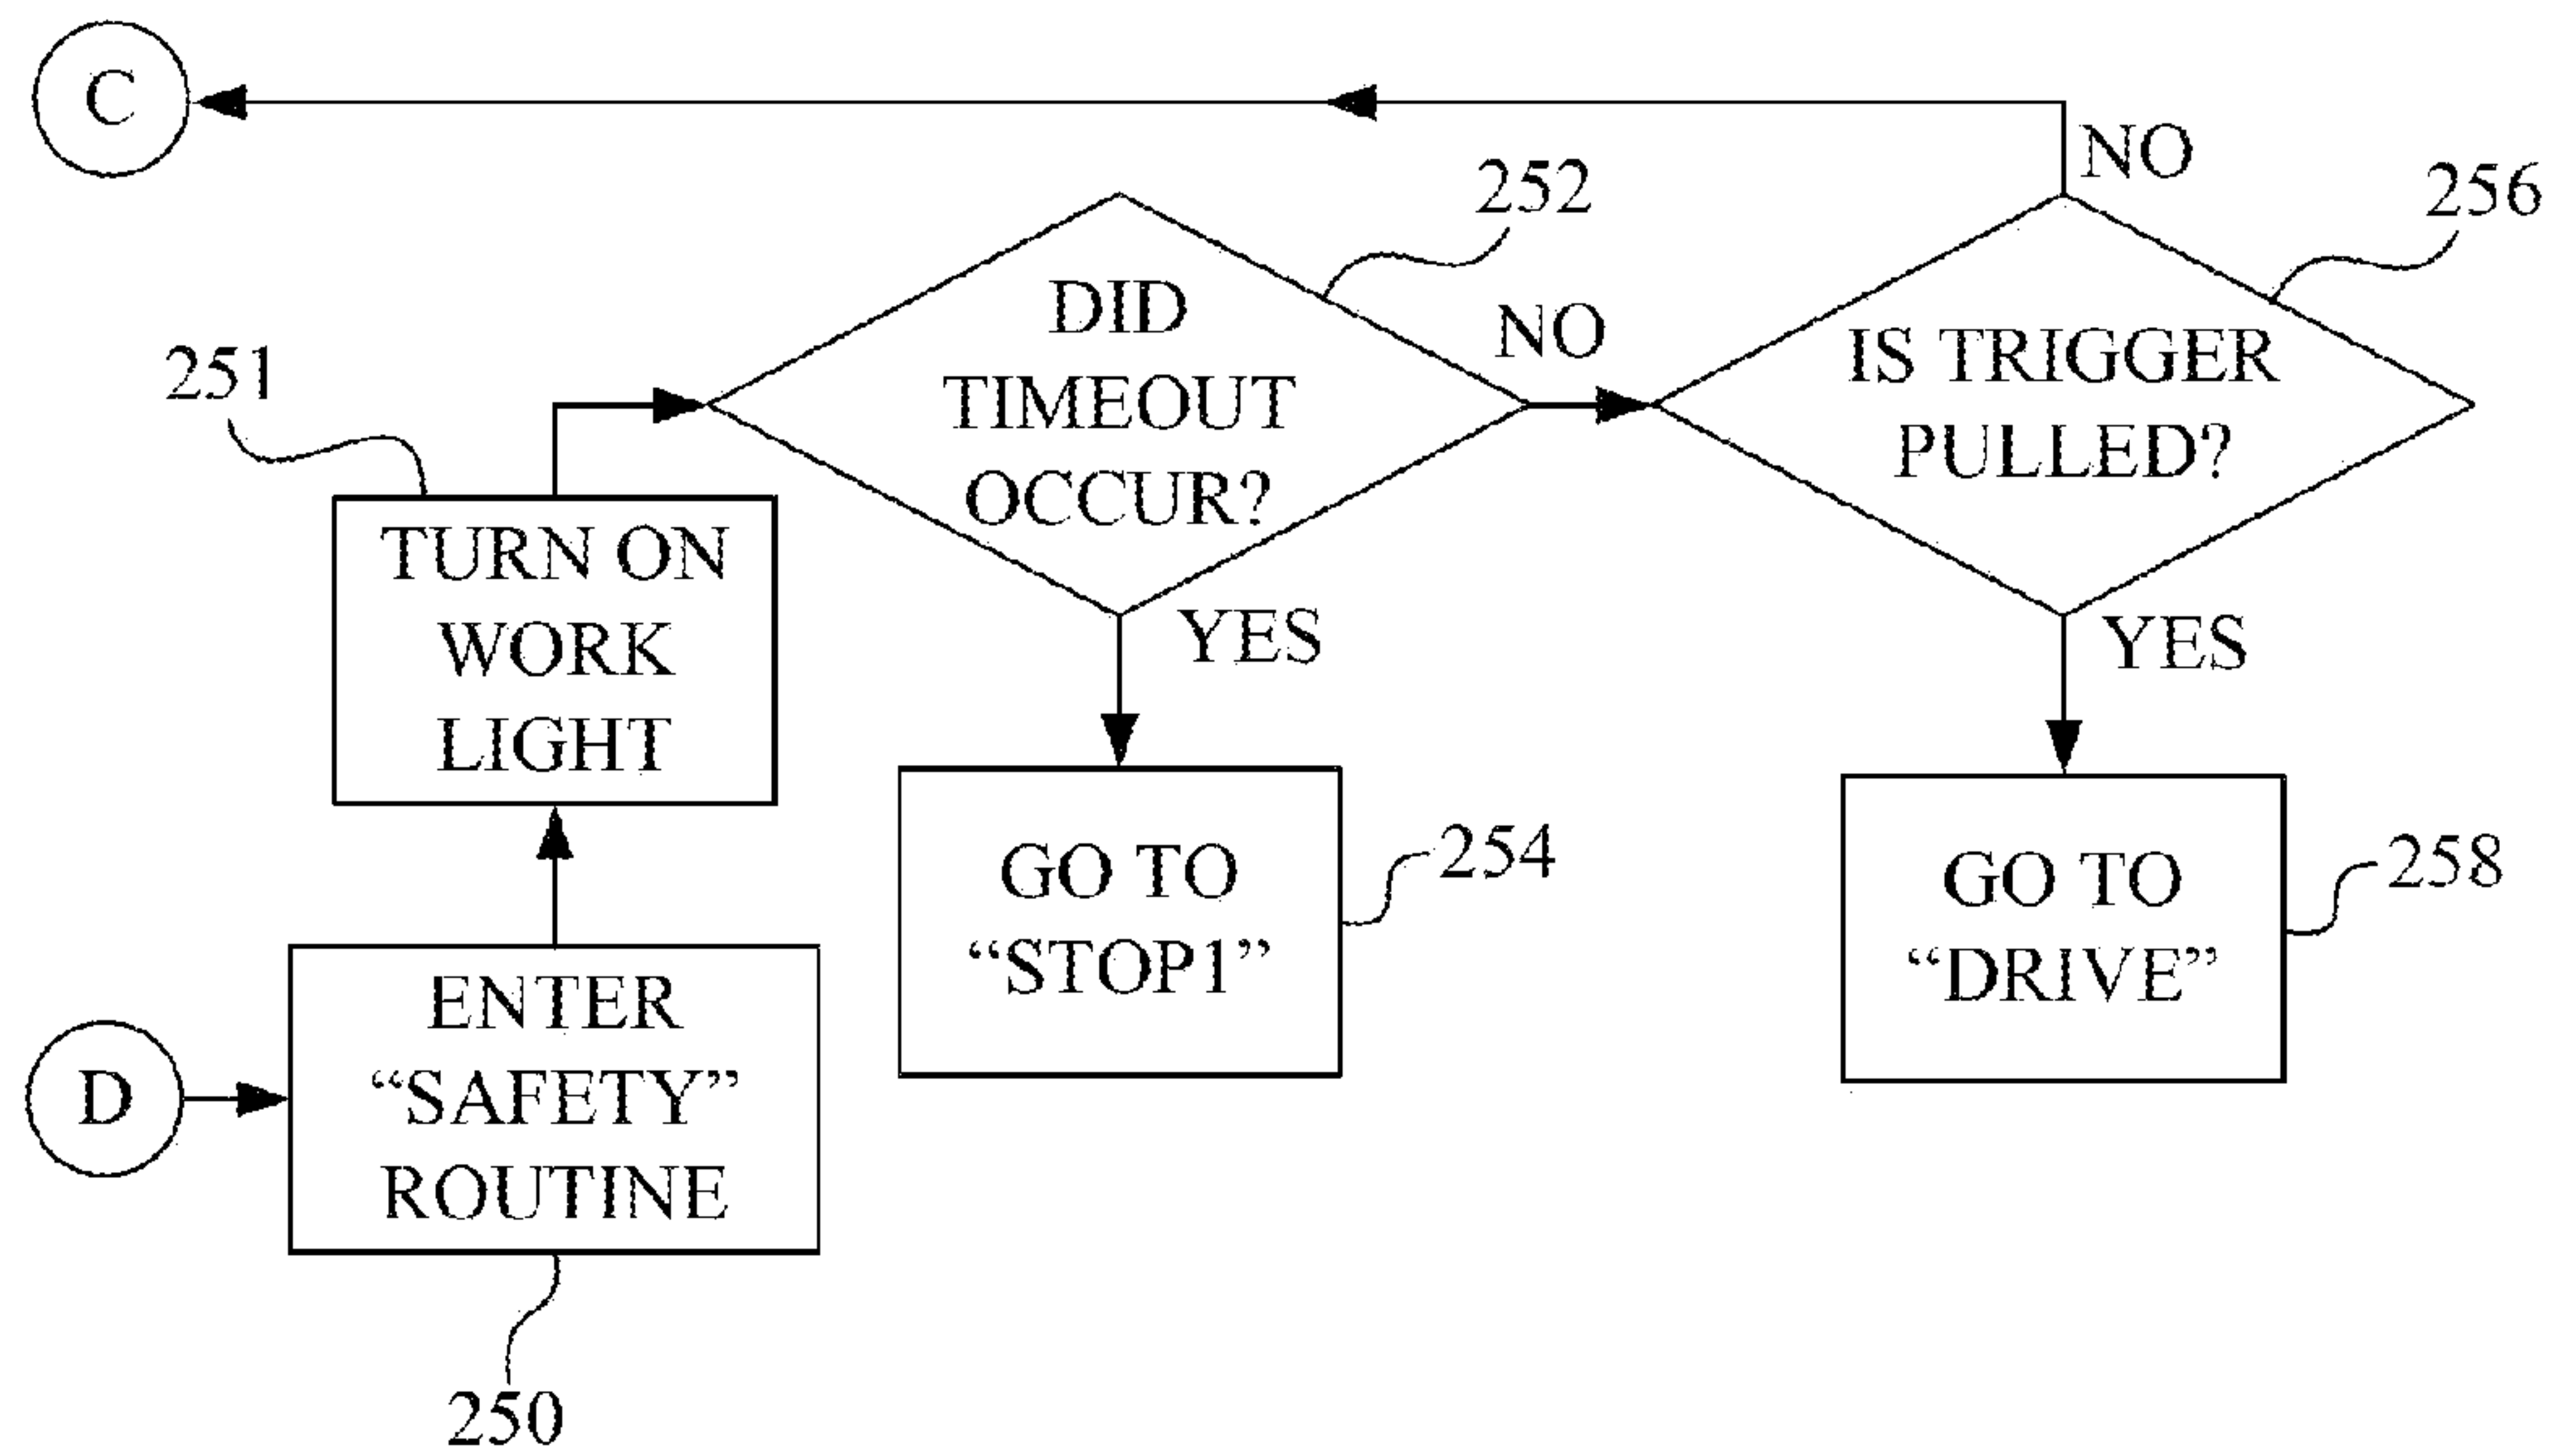 C
NO
252
256
DID
TIMEOUT
OCCUR?
NO
IS TRIGGER
PULLED?
251
TURN ON
WORK
LIGHT
YES
YES
GO TO
“STOP1”
254
GO TO
“DRIVE”
258
D
ENTER
“SAFETY”
ROUTINE
250